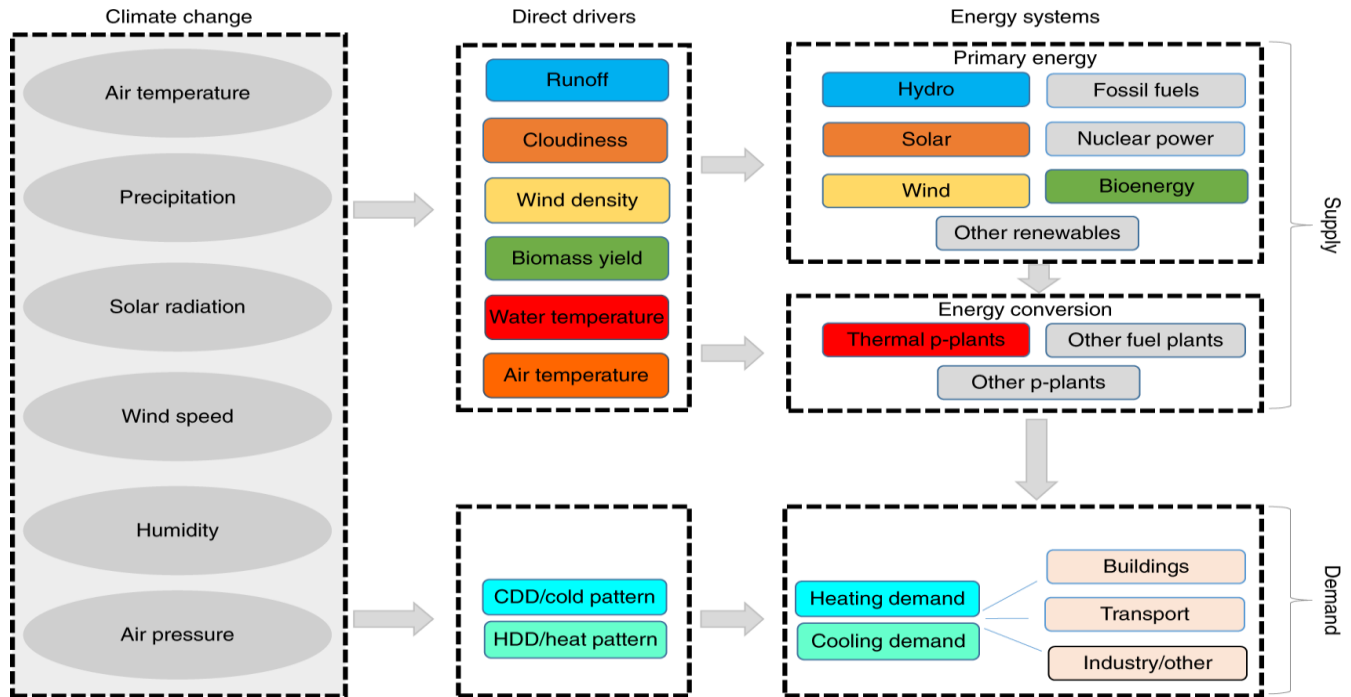 Climate change
Direct drivers
Energy systems
Air temperature
Precipitation
Solar radiation
Wind speed
Humidity
Air pressure
Runoff
Cloudiness
Wind density
Biomass yield
Water temperature
Air temperature
CDD/cold pattern
HDD/heat pattern
Primary energy
Hydro
Fossil fuels
Solar
Nuclear power
Wind
Bioenergy
Other renewables
Energy conversion
Thermal p-plants
Other fuel plants
Other p-plants
Heating demand
Cooling demand
Buildings
Transport
Industry/other
Supply
Demand